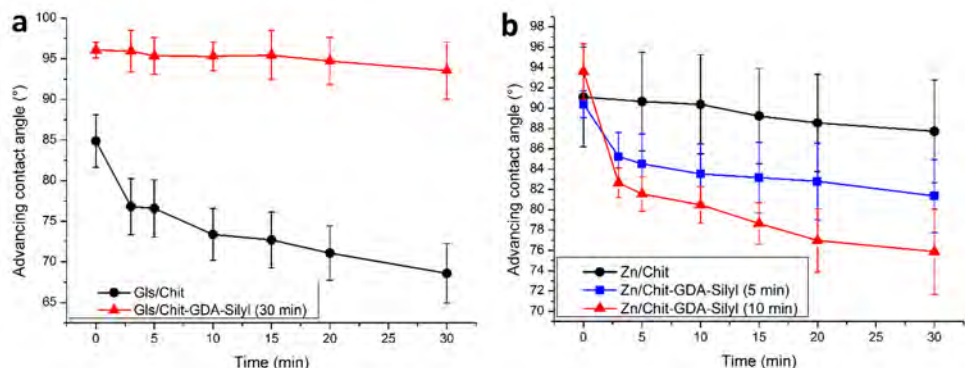 a
Advancing contact angle (°)
100
95
90
85
80
75
70
65
Gls/Chit
Gls/Chit-GDA-Silyl (30 min)
0 5 10 15 20 25 30
Time (min)
b
Advancing contact angle (°)
98
96
94
92
90
88
86
84
82
80
78
76
74
72
70
Zn/Chit
Zn/Chit-GDA-Silyl (5 min)
Zn/Chit-GDA-Silyl (10 min)
0 5 10 15 20 25 30
Time (min)